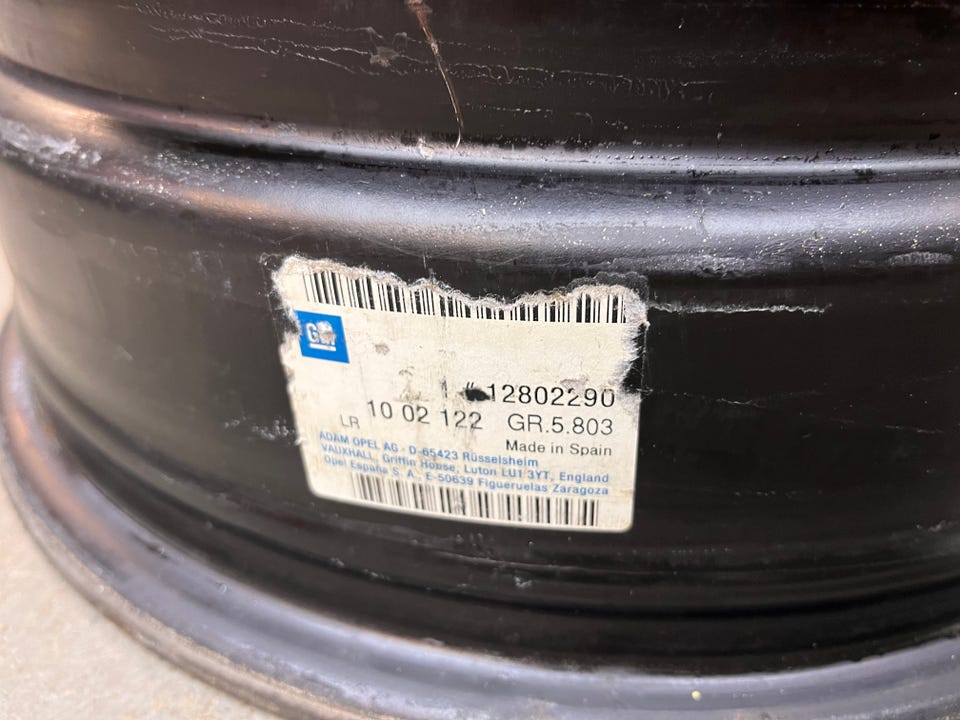 GM
1 12802290
LR 10 02 122 GR.5.803
Made in Spain
ADAM OPEL AG - D-65423 Rüsselsheim
VAUXHALL, Griffin House, Luton LU1 3YT, England
Opel España S. A., E-50639 Figueruelas Zaragoza